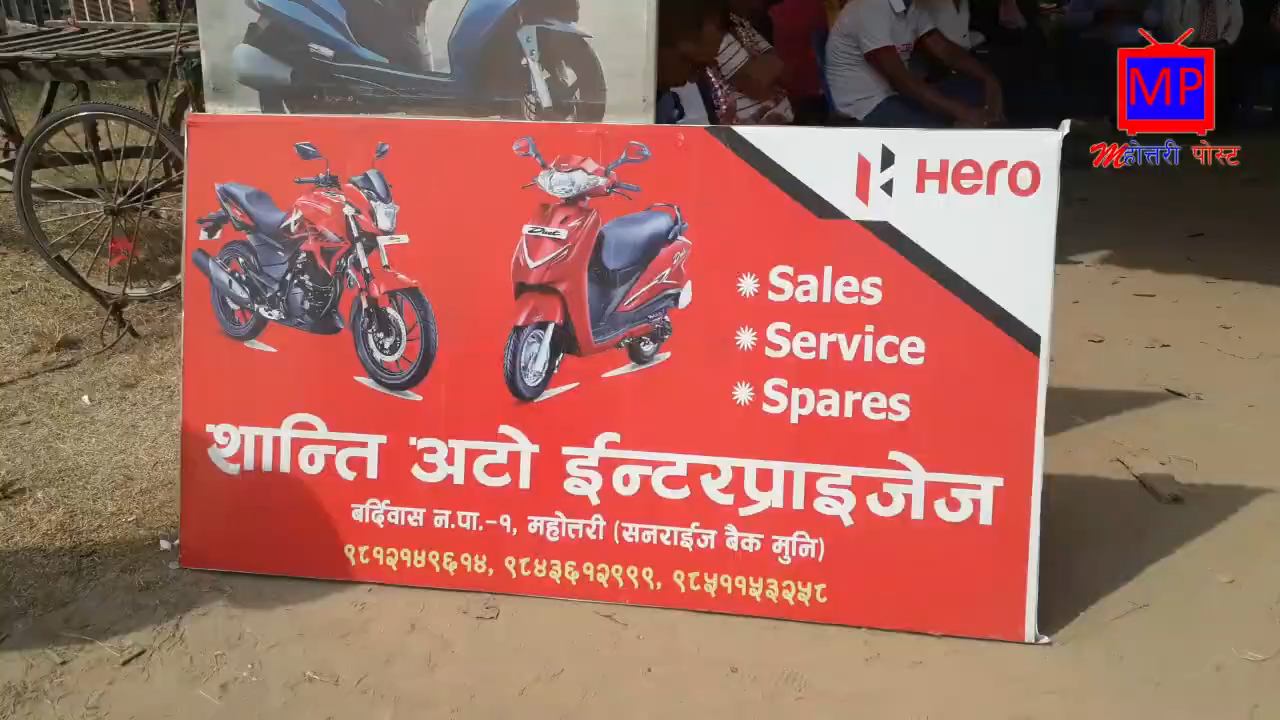 MP
महोत्तरी पोस्ट
Hero
Duet
Sales
Service
Spares
शान्ति अटो ईन्टरप्राइजेज
बर्दिवास न.पा.-१, महोत्तरी (सनराईज बैक मुनि)
९८१२१४९६१४, ९८४३६१२९९९, ९८५११५३२५८